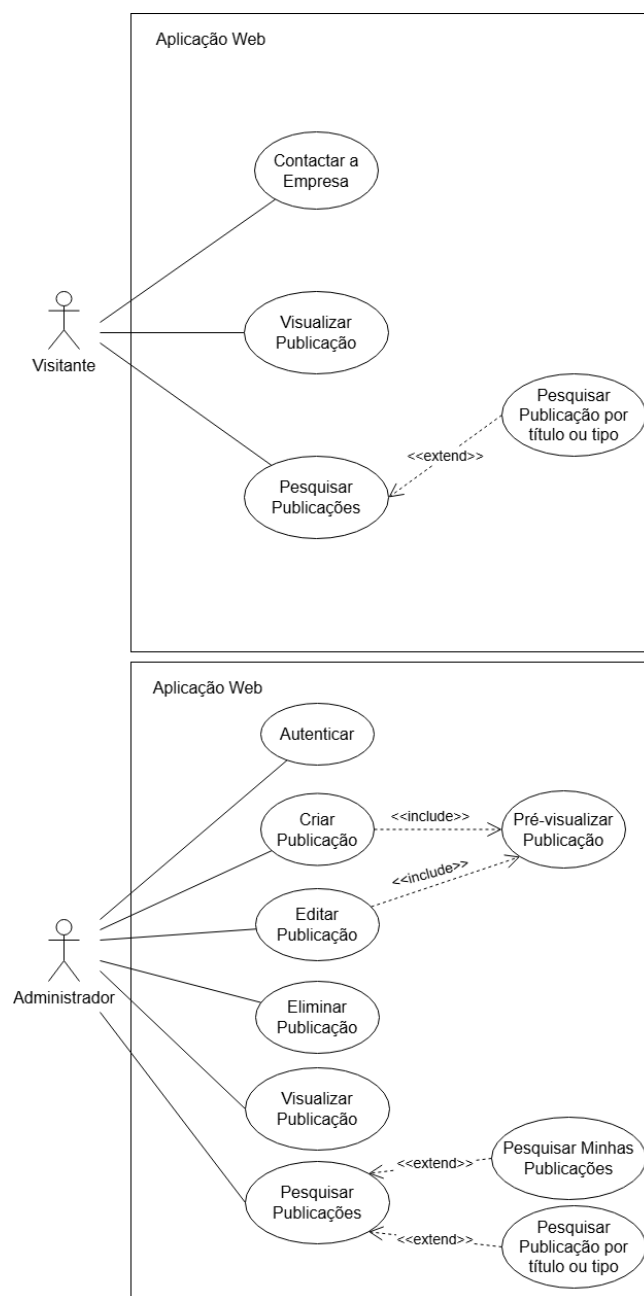 Aplicação Web
Contactar a
Empresa
Visualizar
Publicação
Visitante
Pesquisar
Publicação por
título ou tipo
<<extend>>
Pesquisar
Publicações
Aplicação Web
Autenticar
Criar
Publicação
<<include>>
Pré-visualizar
Publicação
<<include>>
Editar
Publicação
Administrador
Eliminar
Publicação
Visualizar
Publicação
Pesquisar Minhas
Publicações
<<extend>>
Pesquisar
Publicações
<<extend>>
Pesquisar
Publicação por
título ou tipo